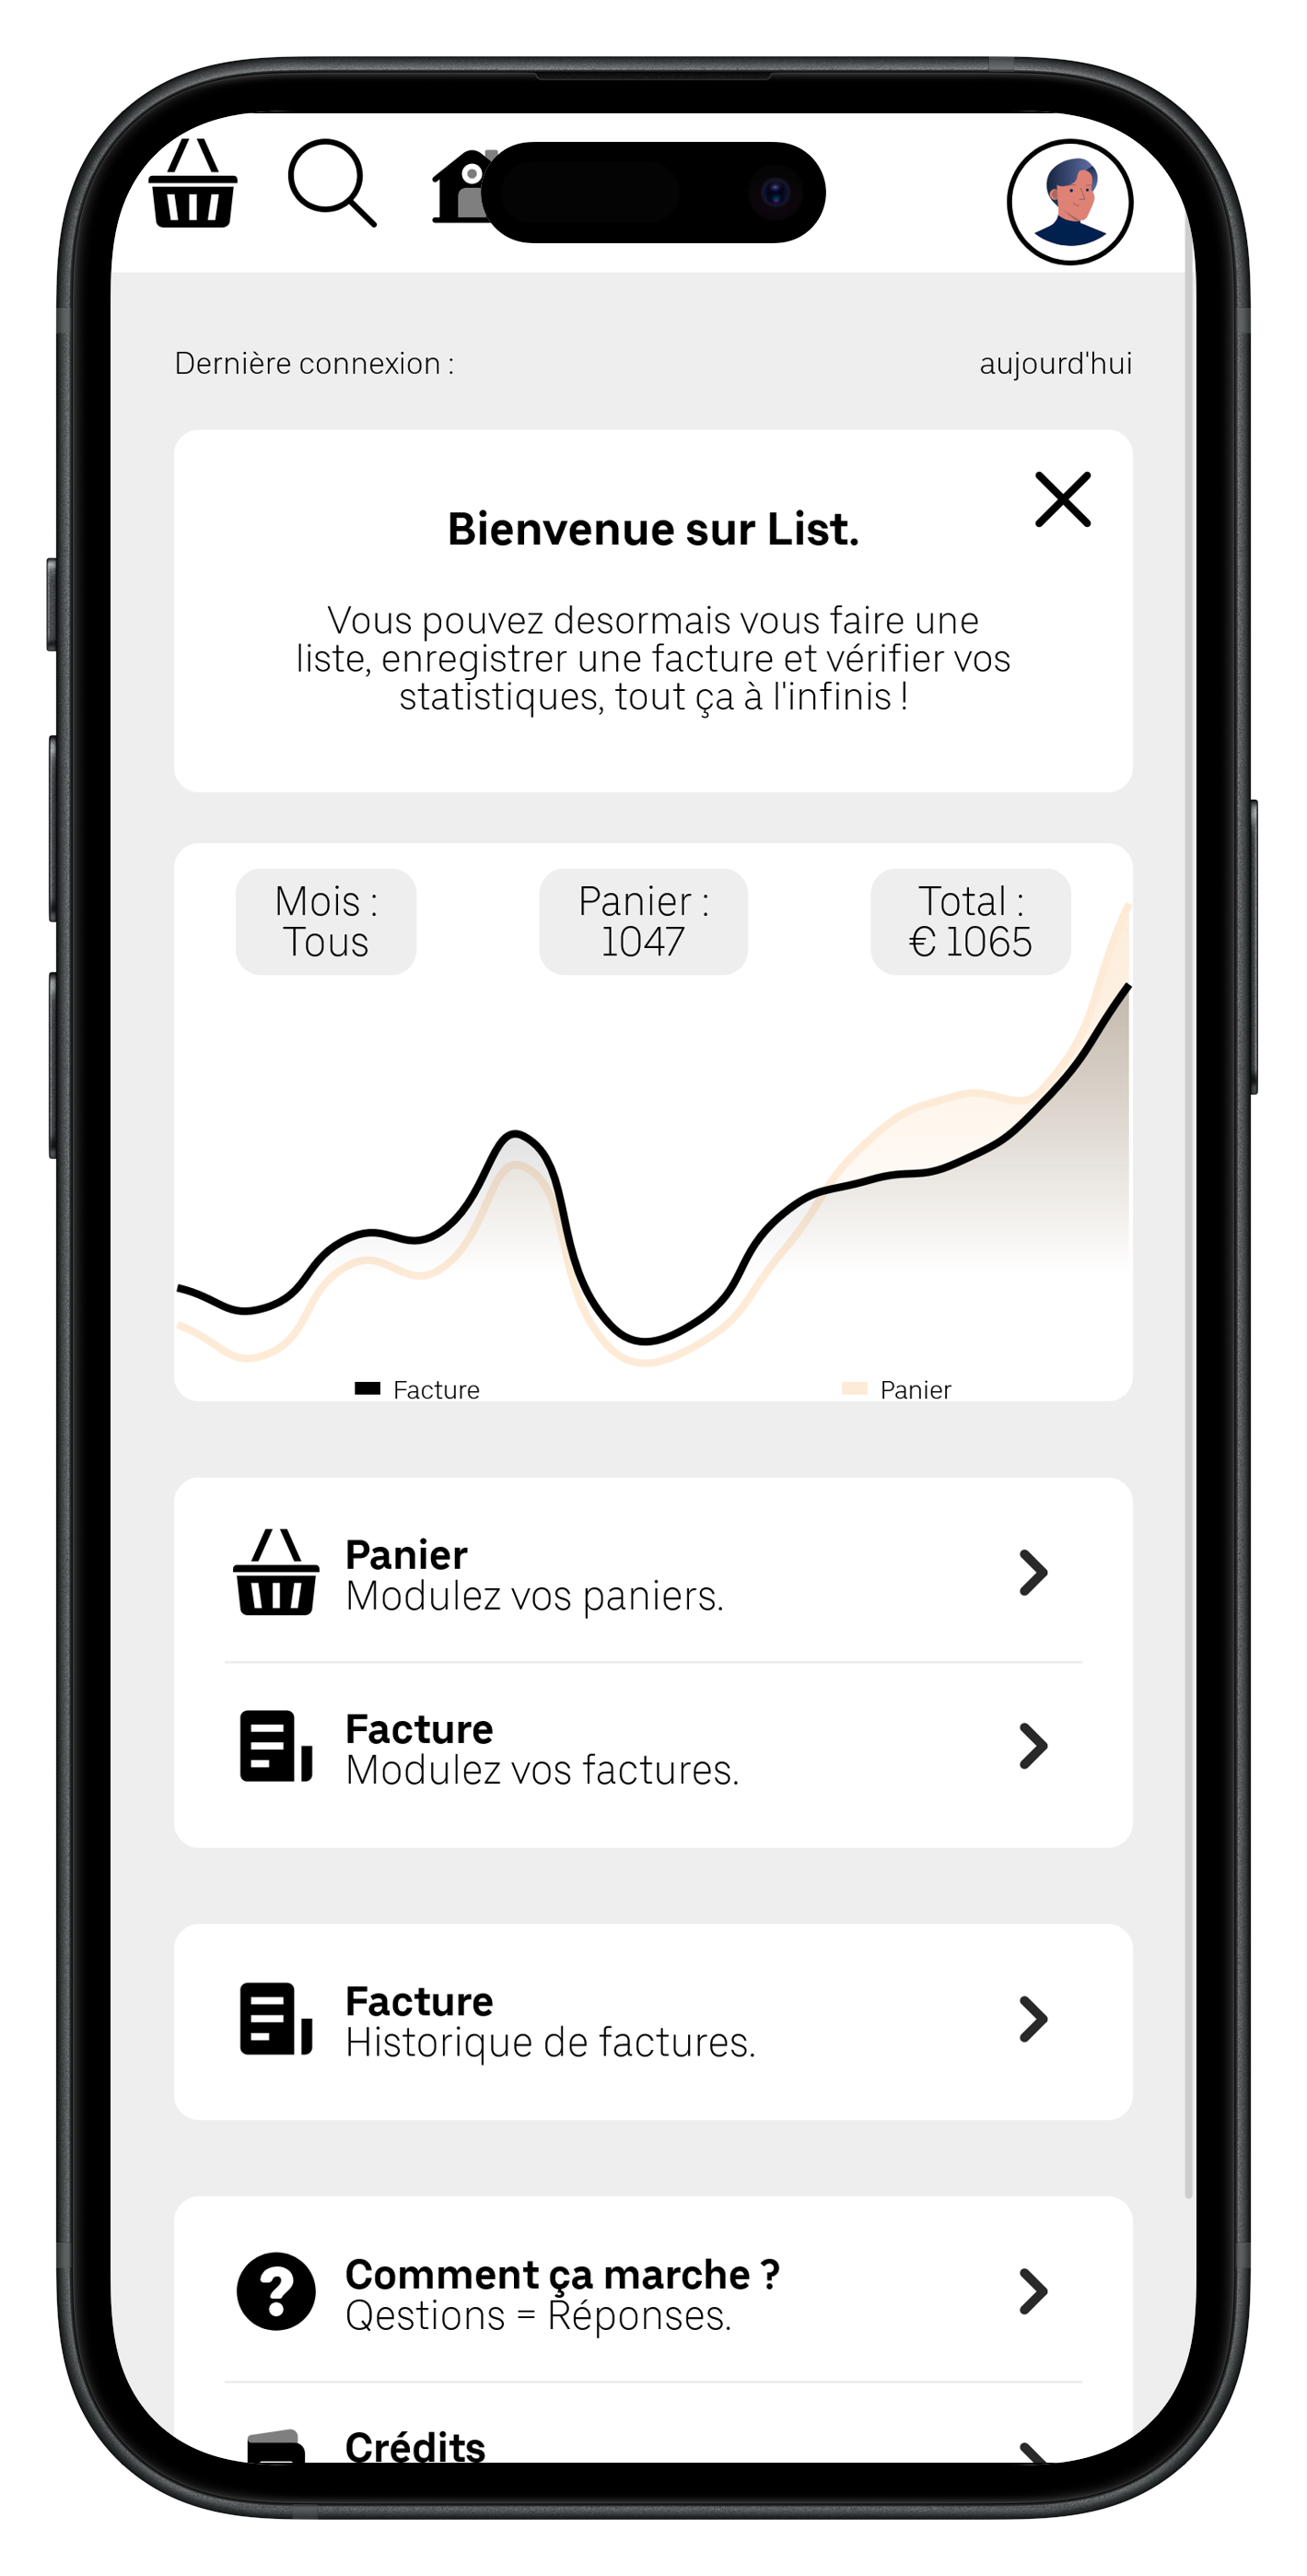 Dernière connexion :
aujourd'hui
Bienvenue sur List.
Vous pouvez desormais vous faire une
liste, enregistrer une facture et vérifier vos
statistiques, tout ça à l'infinis !
Mois :
Tous
Panier :
1047
Total :
€ 1065
Facture
Panier
Panier
Modulez vos paniers.
Facture
Modulez vos factures.
Facture
Historique de factures.
Comment ça marche ?
Qestions = Réponses.
Crédits